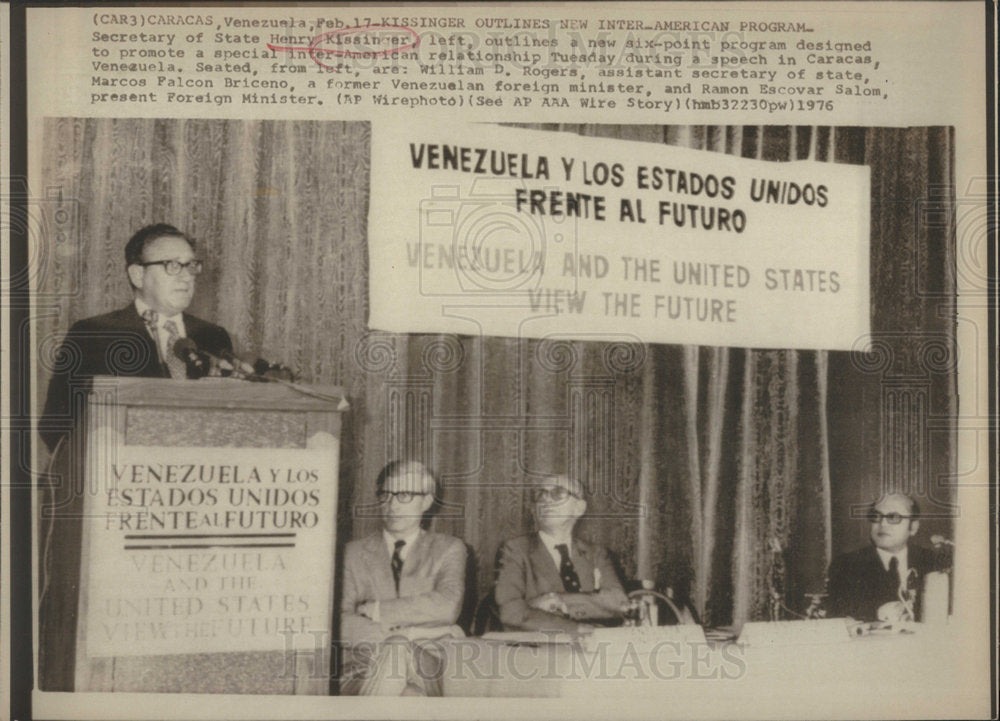 (CAR3)CARACAS,Venezuela,Feb.17-KISSINGER OUTLINES NEW INTER-AMERICAN PROGRAM-
Secretary of State Henry Kissinger, left, outlines a new six-point program designed
to promote a special inter-American relationship Tuesday during a speech in Caracas,
Venezuela. Seated, from left, are: William D. Rogers, assistant secretary of state,
Marcos Falcon Briceno, a former Venezuelan foreign minister, and Ramon Escovar Salom,
present Foreign Minister. (AP Wirephoto)(See AP AAA Wire Story)(hmb32230pw)1976
VENEZUELA Y LOS ESTADOS UNIDOS
FRENTE AL FUTURO
VENEZUELA AND THE UNITED STATES
VIEW THE FUTURE
VENEZUELA Y LOS
ESTADOS UNIDOS
FRENTE AL FUTURO
VENEZUELA
AND THE
UNITED STATES
VIEW THE FUTURE
HISTORIC IMAGES